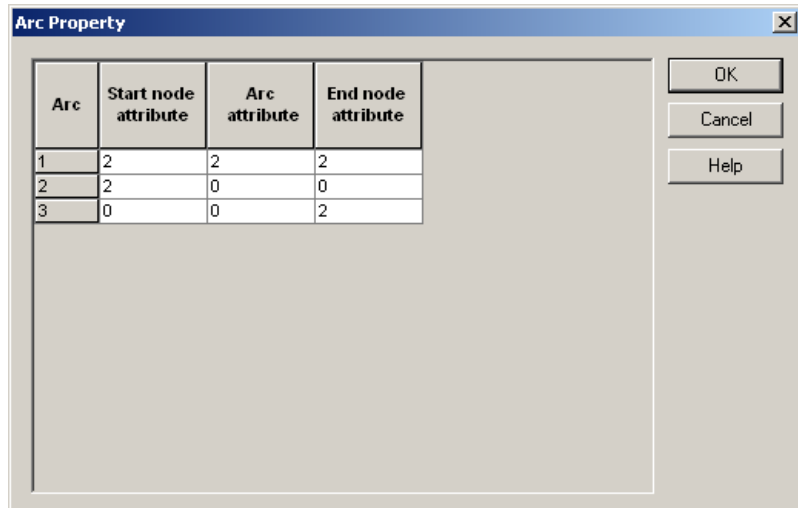 Arc Property
Arc Start node attribute Arc attribute End node attribute
1 2 2 2
2 2 0 0
3 0 0 2
OK
Cancel
Help